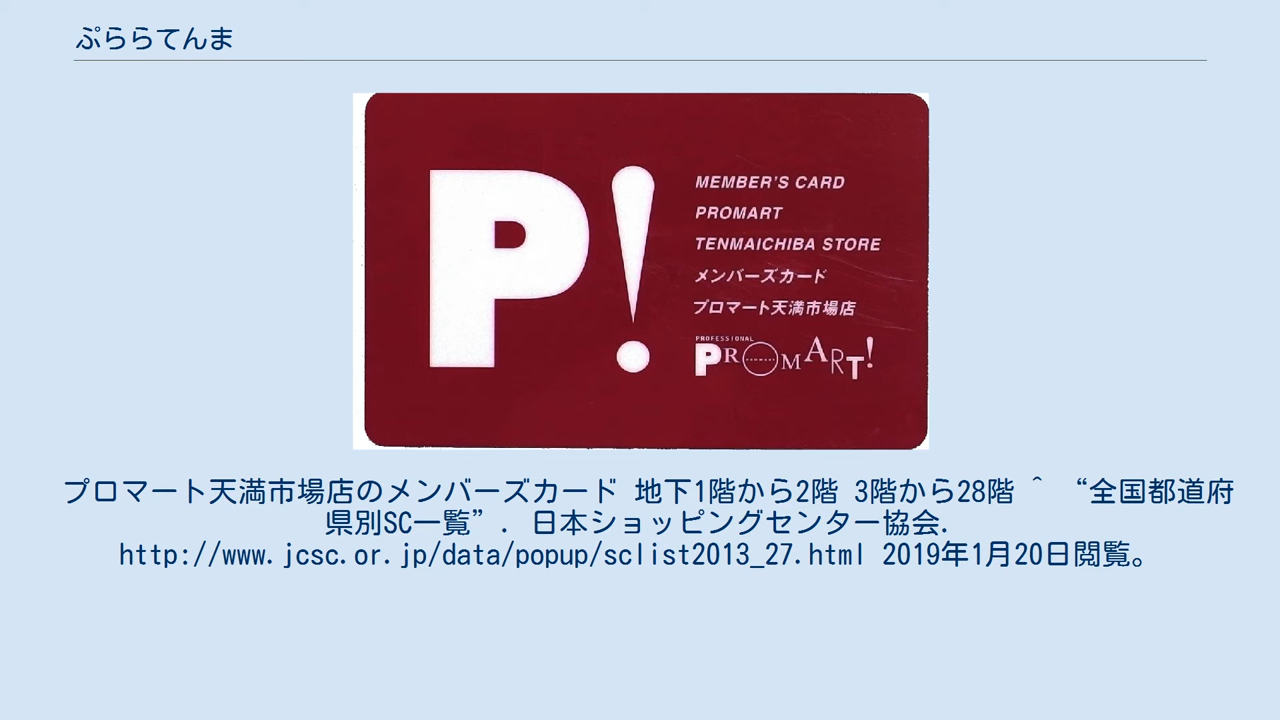 ぷららてんま
P!
MEMBER'S CARD
PROMART
TENMAICHIBA STORE
メンバーズカード
プロマート天満市場店
PROFESSIONAL
PROMART!
プロマート天満市場店のメンバーズカード 地下1階から2階 3階から28階 ^ “全国都道府
県別SC一覧”. 日本ショッピングセンター協会.
http://www.jcsc.or.jp/data/popup/sclist2013_27.html 2019年1月20日閲覧。